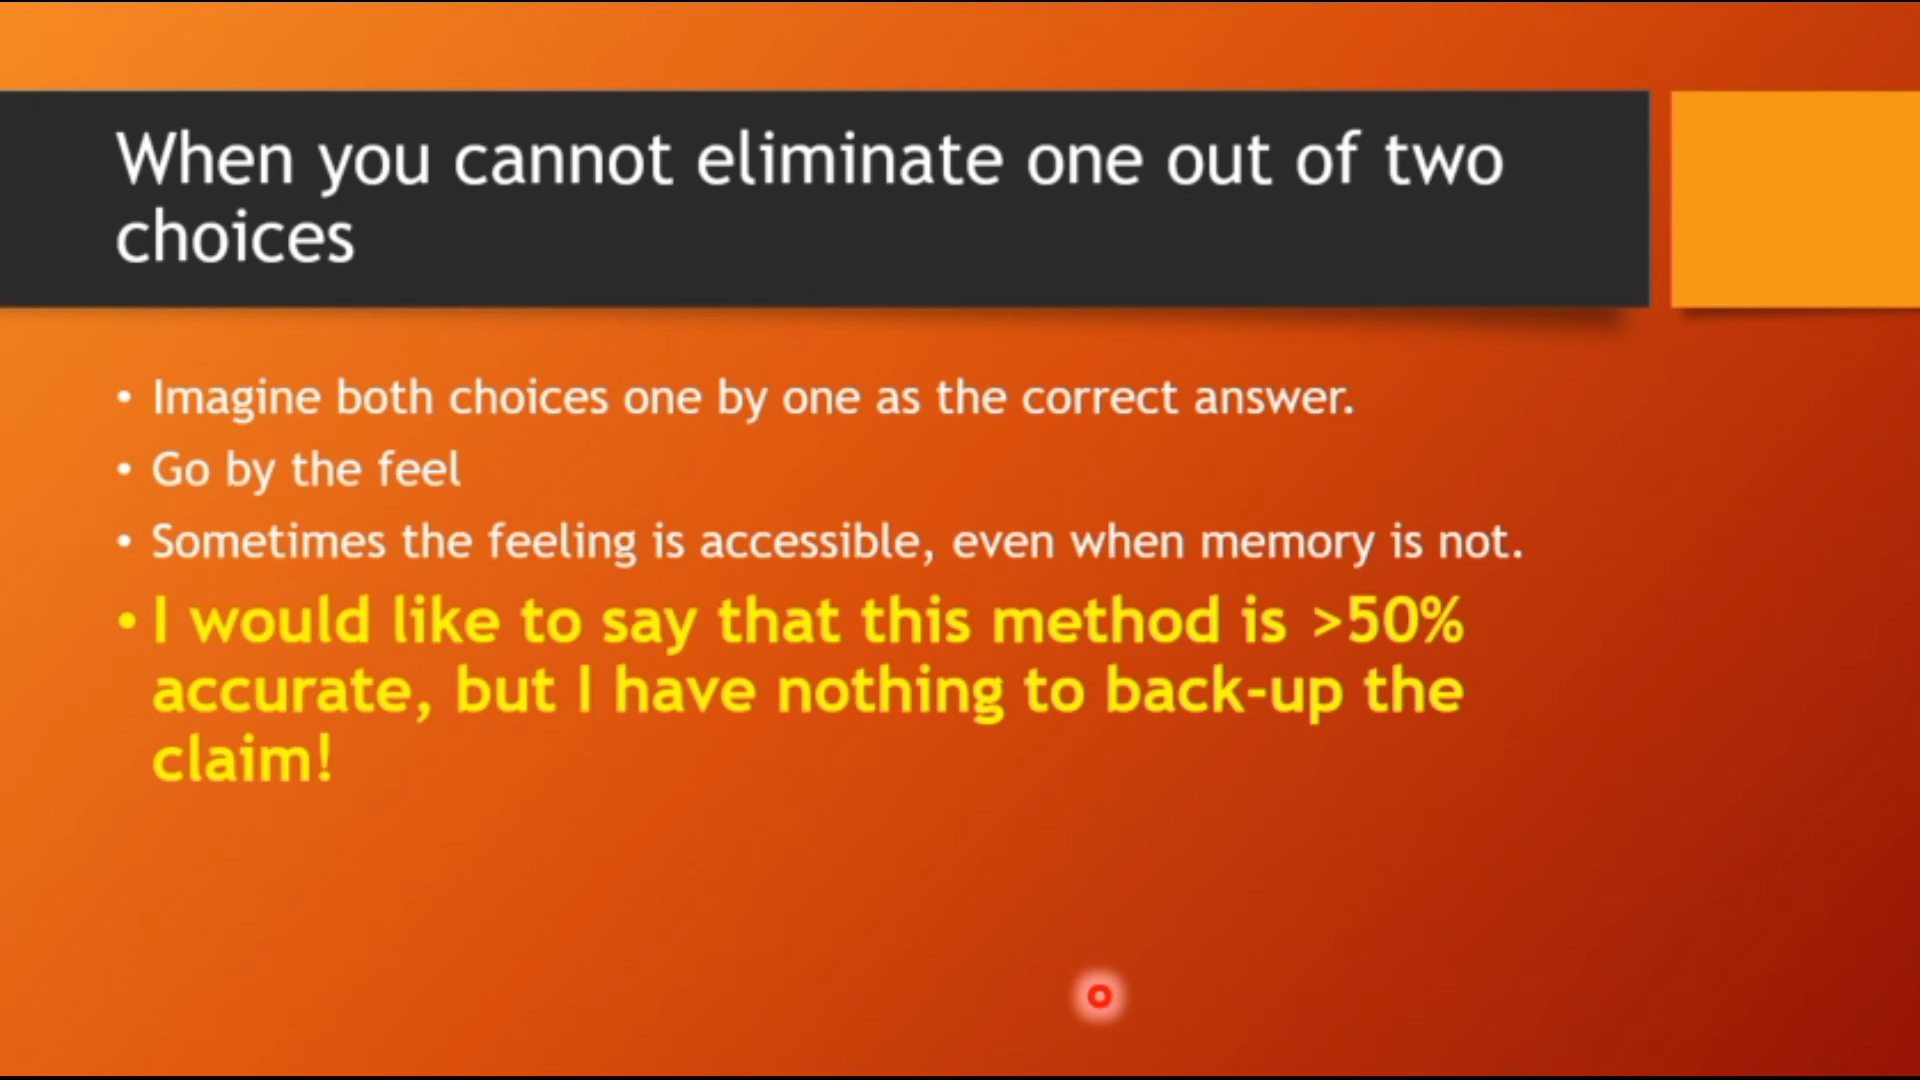 When you cannot eliminate one out of two
choices
• Imagine both choices one by one as the correct answer.
• Go by the feel
• Sometimes the feeling is accessible, even when memory is not.
• I would like to say that this method is >50%
accurate, but I have nothing to back-up the
claim!